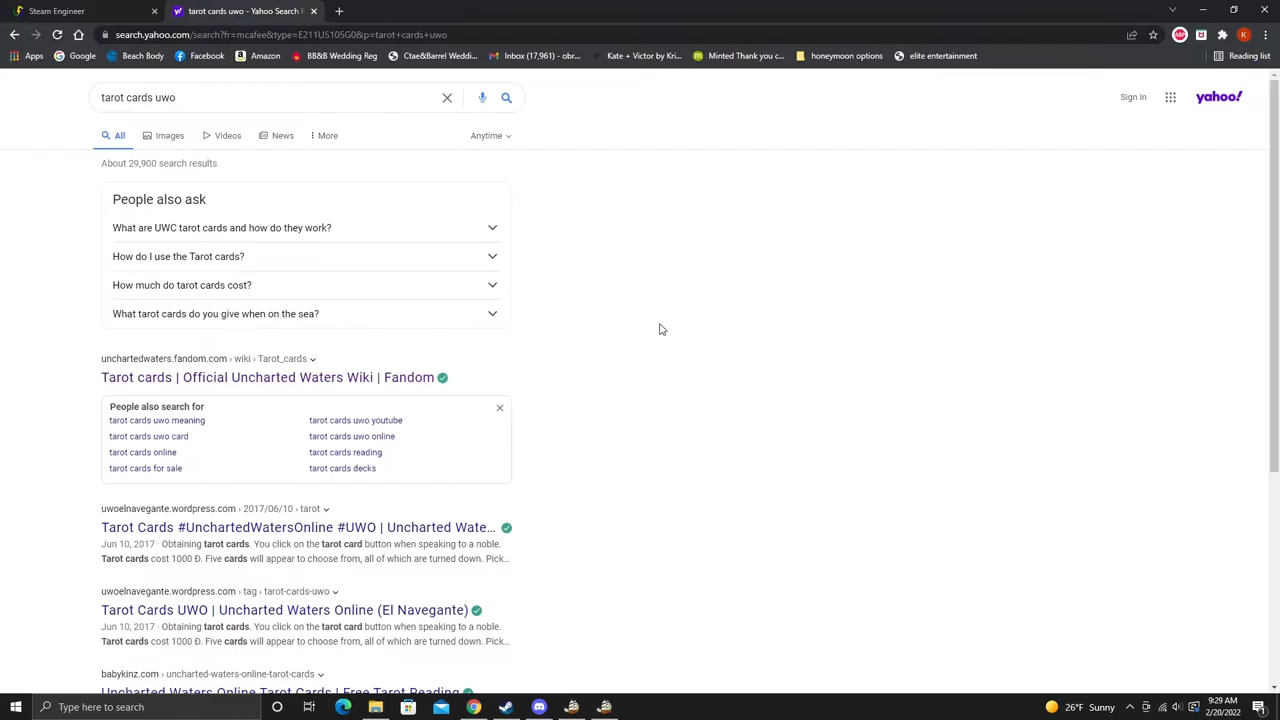 Steam Engineer
tarot cards uwo - Yahoo Search
search.yahoo.com/search?fr=mcafee&type=E211US105G0&p=tarot+cards+uwo
Apps
Google
Beach Body
Facebook
Amazon
BB&B Wedding Reg
Ctae&Barrel Weddi...
Inbox (17,961) - obr...
Kate + Victor by Kri...
Minted Thank you c...
honeymoon options
elite entertainment
Reading list
tarot cards uwo
Sign In
yahoo!
All Images Videos News More Anytime
About 29,900 search results
People also ask
What are UWC tarot cards and how do they work?
How do I use the Tarot cards?
How much do tarot cards cost?
What tarot cards do you give when on the sea?
unchartedwaters.fandom.com › wiki › Tarot_cards
Tarot cards | Official Uncharted Waters Wiki | Fandom
People also search for
tarot cards uwo meaning tarot cards uwo youtube
tarot cards uwo card tarot cards uwo online
tarot cards online tarot cards reading
tarot cards for sale tarot cards decks
uwoelnavegante.wordpress.com › 2017/06/10 › tarot
Tarot Cards #UnchartedWatersOnline #UWO | Uncharted Wate...
Jun 10, 2017 · Obtaining tarot cards. You click on the tarot card button when speaking to a noble.
Tarot cards cost 1000 Đ. Five cards will appear to choose from, all of which are turned down. Pick...
uwoelnavegante.wordpress.com › tag › tarot-cards-uwo
Tarot Cards UWO | Uncharted Waters Online (El Navegante)
Jun 10, 2017 · Obtaining tarot cards. You click on the tarot card button when speaking to a noble.
Tarot cards cost 1000 Đ. Five cards will appear to choose from, all of which are turned down. Pick...
babykinz.com › uncharted-waters-online-tarot-cards
Uncharted Waters Online Tarot Cards | Free Tarot Reading
Type here to search
26°F Sunny
9:29 AM
2/20/2022